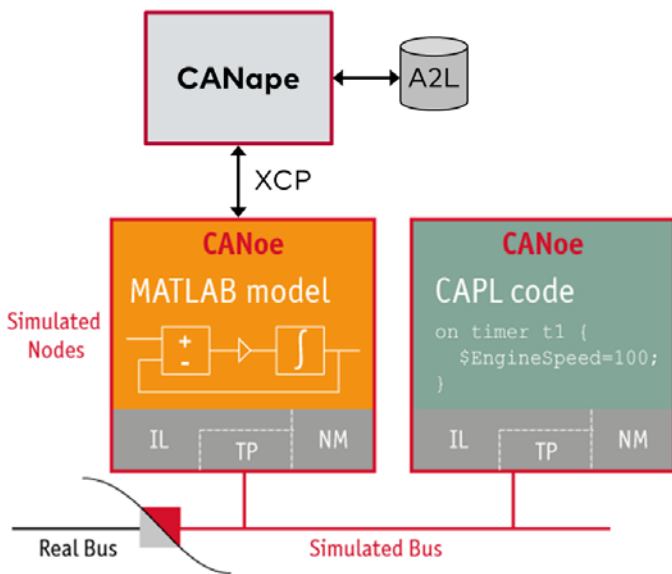 CANape
A2L
XCP
CANoe
MATLAB model
+
-
∫
IL
TP
NM
CANoe
CAPL code
on timer t1 {
$EngineSpeed=100;
}
IL
TP
NM
Simulated
Nodes
Real Bus
Simulated Bus